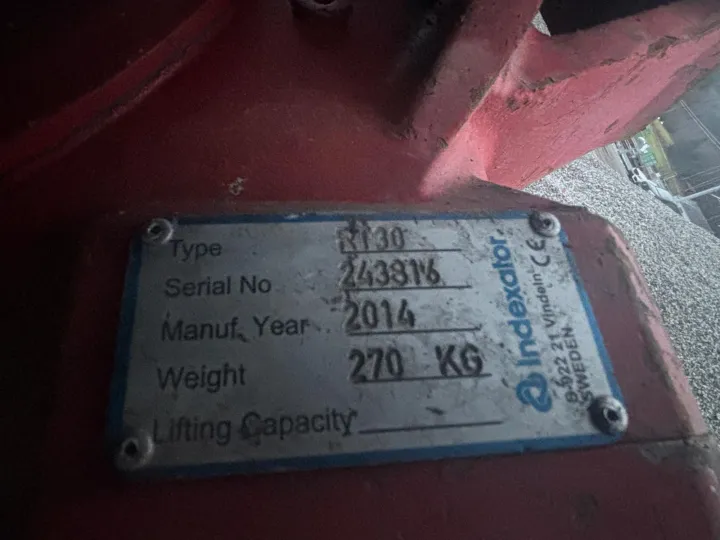 Type RT30
Serial No 243816
Manuf. Year 2014
Weight 270 KG
Lifting Capacity
Indexator CE
S-922 21 Vindeln
SWEDEN